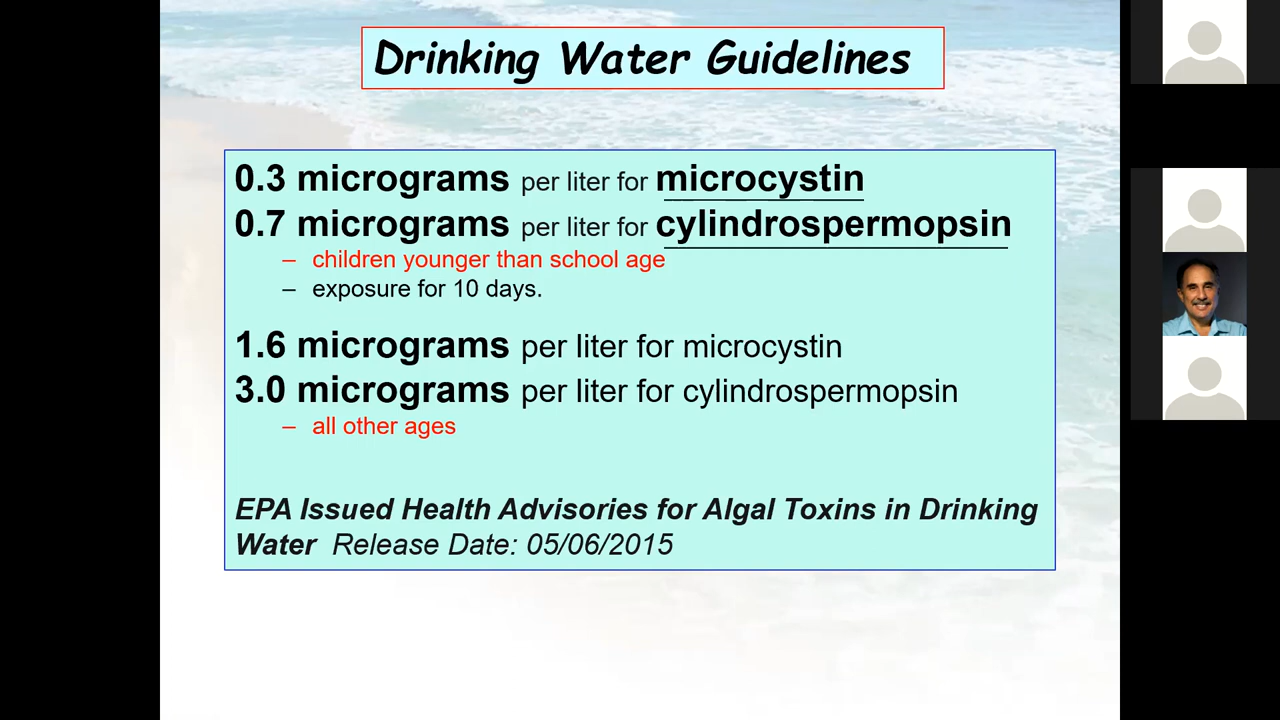 Drinking Water Guidelines
0.3 micrograms per liter for microcystin
0.7 micrograms per liter for cylindrospermopsin
– children younger than school age
– exposure for 10 days.
1.6 micrograms per liter for microcystin
3.0 micrograms per liter for cylindrospermopsin
– all other ages
EPA Issued Health Advisories for Algal Toxins in Drinking
Water Release Date: 05/06/2015